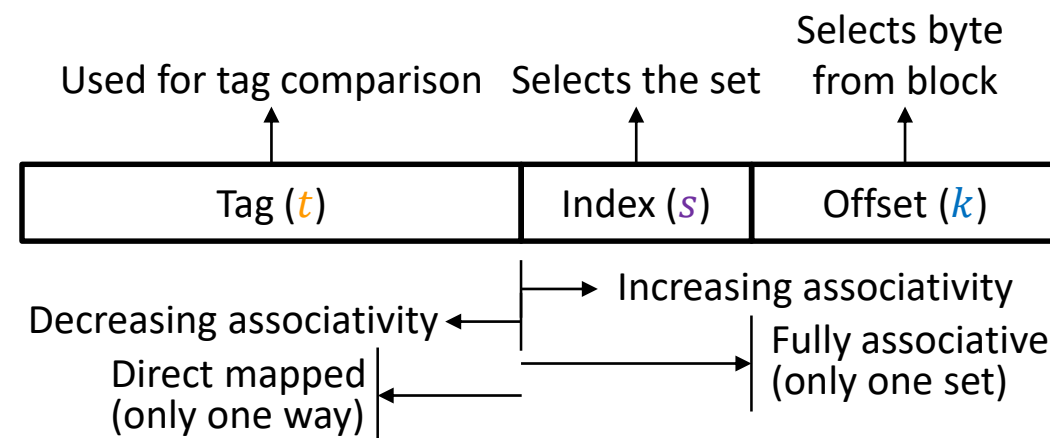 Selects byte
from block
Used for tag comparison
Selects the set
Tag (t)
Index (s)
Offset (k)
Increasing associativity
Decreasing associativity
Fully associative
(only one set)
Direct mapped
(only one way)